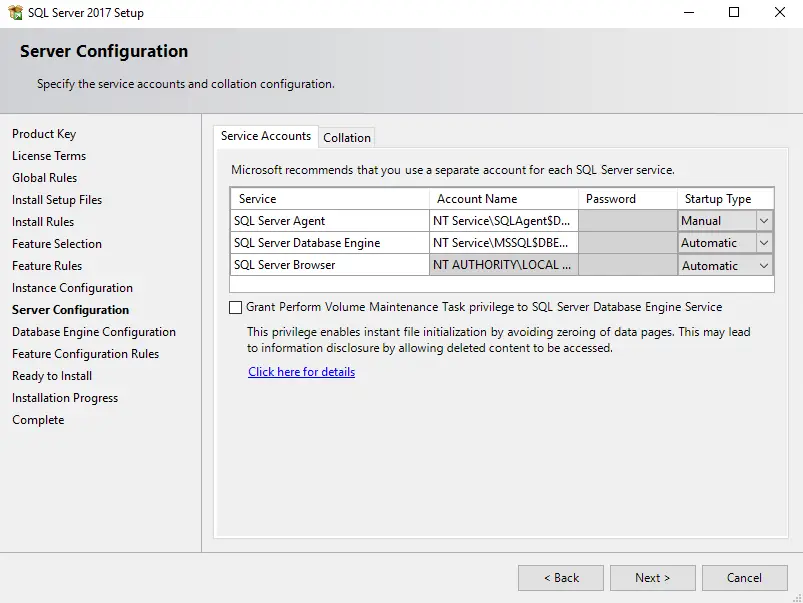 SQL Server 2017 Setup
Server Configuration
Specify the service accounts and collation configuration.
Product Key
License Terms
Global Rules
Install Setup Files
Install Rules
Feature Selection
Feature Rules
Instance Configuration
Server Configuration
Database Engine Configuration
Feature Configuration Rules
Ready to Install
Installation Progress
Complete
Service Accounts Collation
Microsoft recommends that you use a separate account for each SQL Server service.
Service Account Name Password Startup Type
SQL Server Agent NT Service\SQLAgent$D... Manual
SQL Server Database Engine NT Service\MSSQL$DBE... Automatic
SQL Server Browser NT AUTHORITY\LOCAL ... Automatic
Grant Perform Volume Maintenance Task privilege to SQL Server Database Engine Service
This privilege enables instant file initialization by avoiding zeroing of data pages. This may lead
to information disclosure by allowing deleted content to be accessed.
Click here for details
< Back Next > Cancel